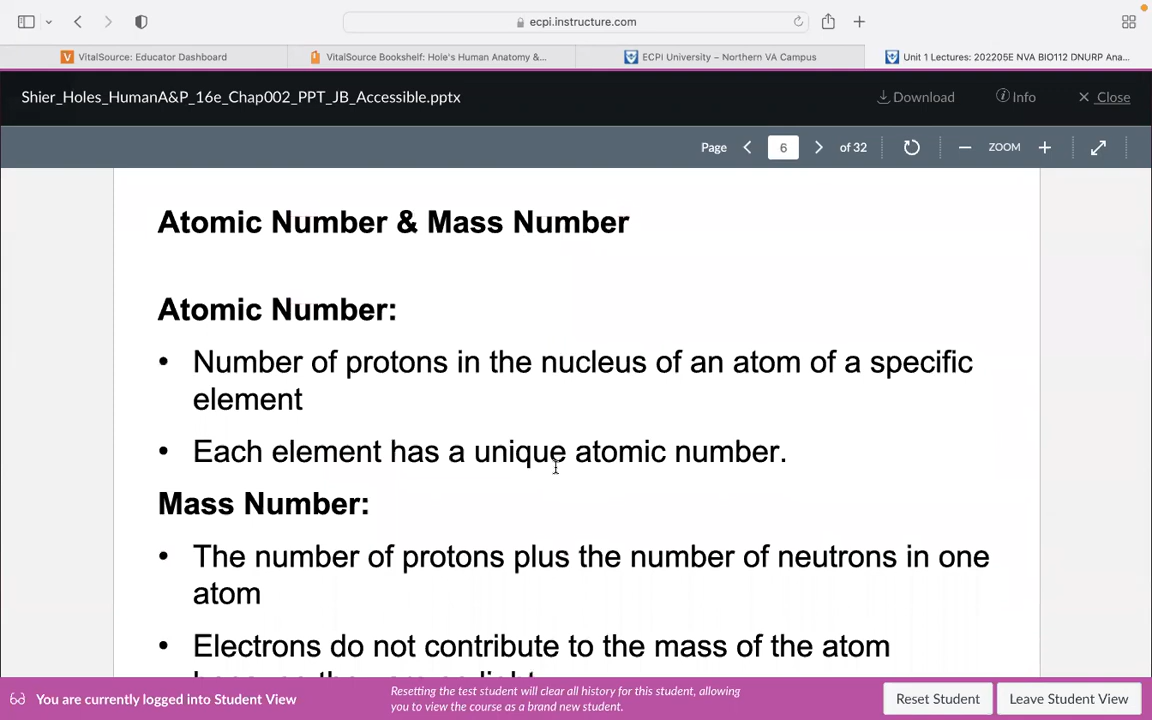 ecpi.instructure.com
VitalSource: Educator Dashboard
VitalSource Bookshelf: Hole's Human Anatomy &...
ECPI University – Northern VA Campus
Unit 1 Lectures: 202205E NVA BIO112 DNURP Ana...
Shier_Holes_HumanA&P_16e_Chap002_PPT_JB_Accessible.pptx
Download
Info
Close
Page
6
of 32
ZOOM
Atomic Number & Mass Number
Atomic Number:
• Number of protons in the nucleus of an atom of a specific
element
• Each element has a unique atomic number.
Mass Number:
• The number of protons plus the number of neutrons in one
atom
• Electrons do not contribute to the mass of the atom
You are currently logged into Student View
Resetting the test student will clear all history for this student, allowing
you to view the course as a brand new student.
Reset Student
Leave Student View